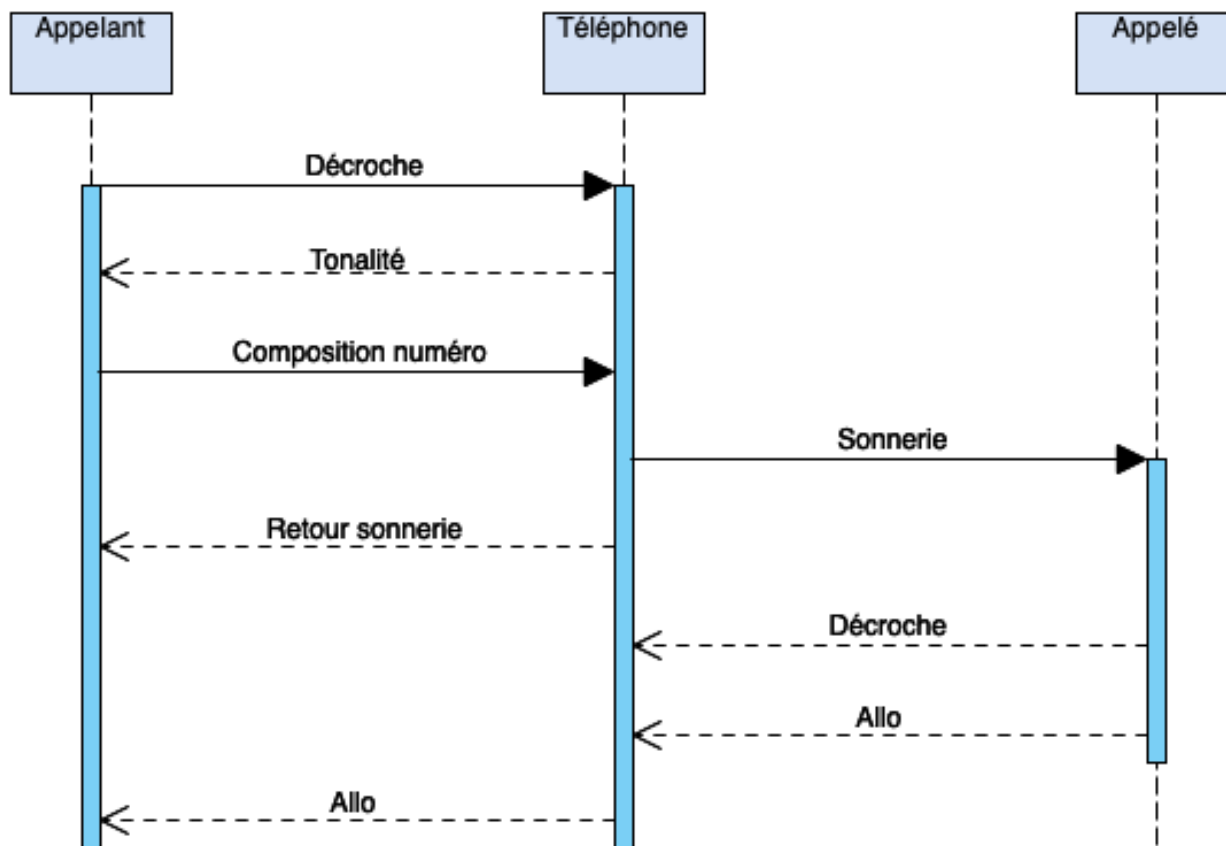 Appelant
Téléphone
Appelé
Décroche
Tonalité
Composition numéro
Sonnerie
Retour sonnerie
Décroche
Allo
Allo